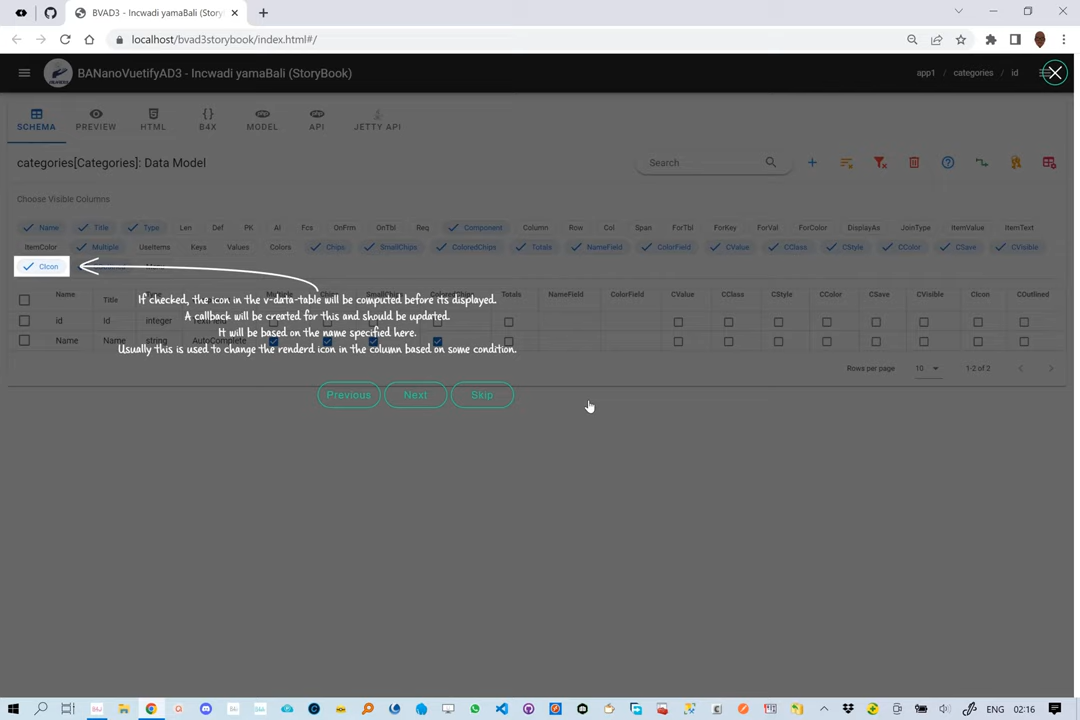 BVAD3 - Incwadi yamaBali (Story
localhost/bvad3storybook/index.html#/
BANanoVuetifyAD3 - Incwadi yamaBali (StoryBook)
app1 / categories / id
SCHEMA PREVIEW HTML B4X MODEL API JETTY API
categories[Categories]: Data Model
Search
Choose Visible Columns
Name Title Type Len Def PK AI Fcs OnFrm OnTbl Req Component Column Row Col Span ForTbl ForKey ForVal ForColor DisplayAs JoinType ItemValue ItemText
ItemColor Multiple UseItems Keys Values Colors Chips SmallChips ColoredChips Totals NameField ColorField CValue CClass CStyle CColor CSave CVisible
CIcon
If checked, the icon in the v-data-table will be computed before its displayed.
A callback will be created for this and should be updated.
It will be based on the name specified here.
Usually this is used to change the renderd icon in the column based on some condition.
Name Title Totals NameField ColorField CValue CClass CStyle CColor CSave CVisible CIcon COutlined
id Id integer
Name Name string AutoComplete
Rows per page 10 1-2 of 2
Previous Next Skip
ENG 02:16